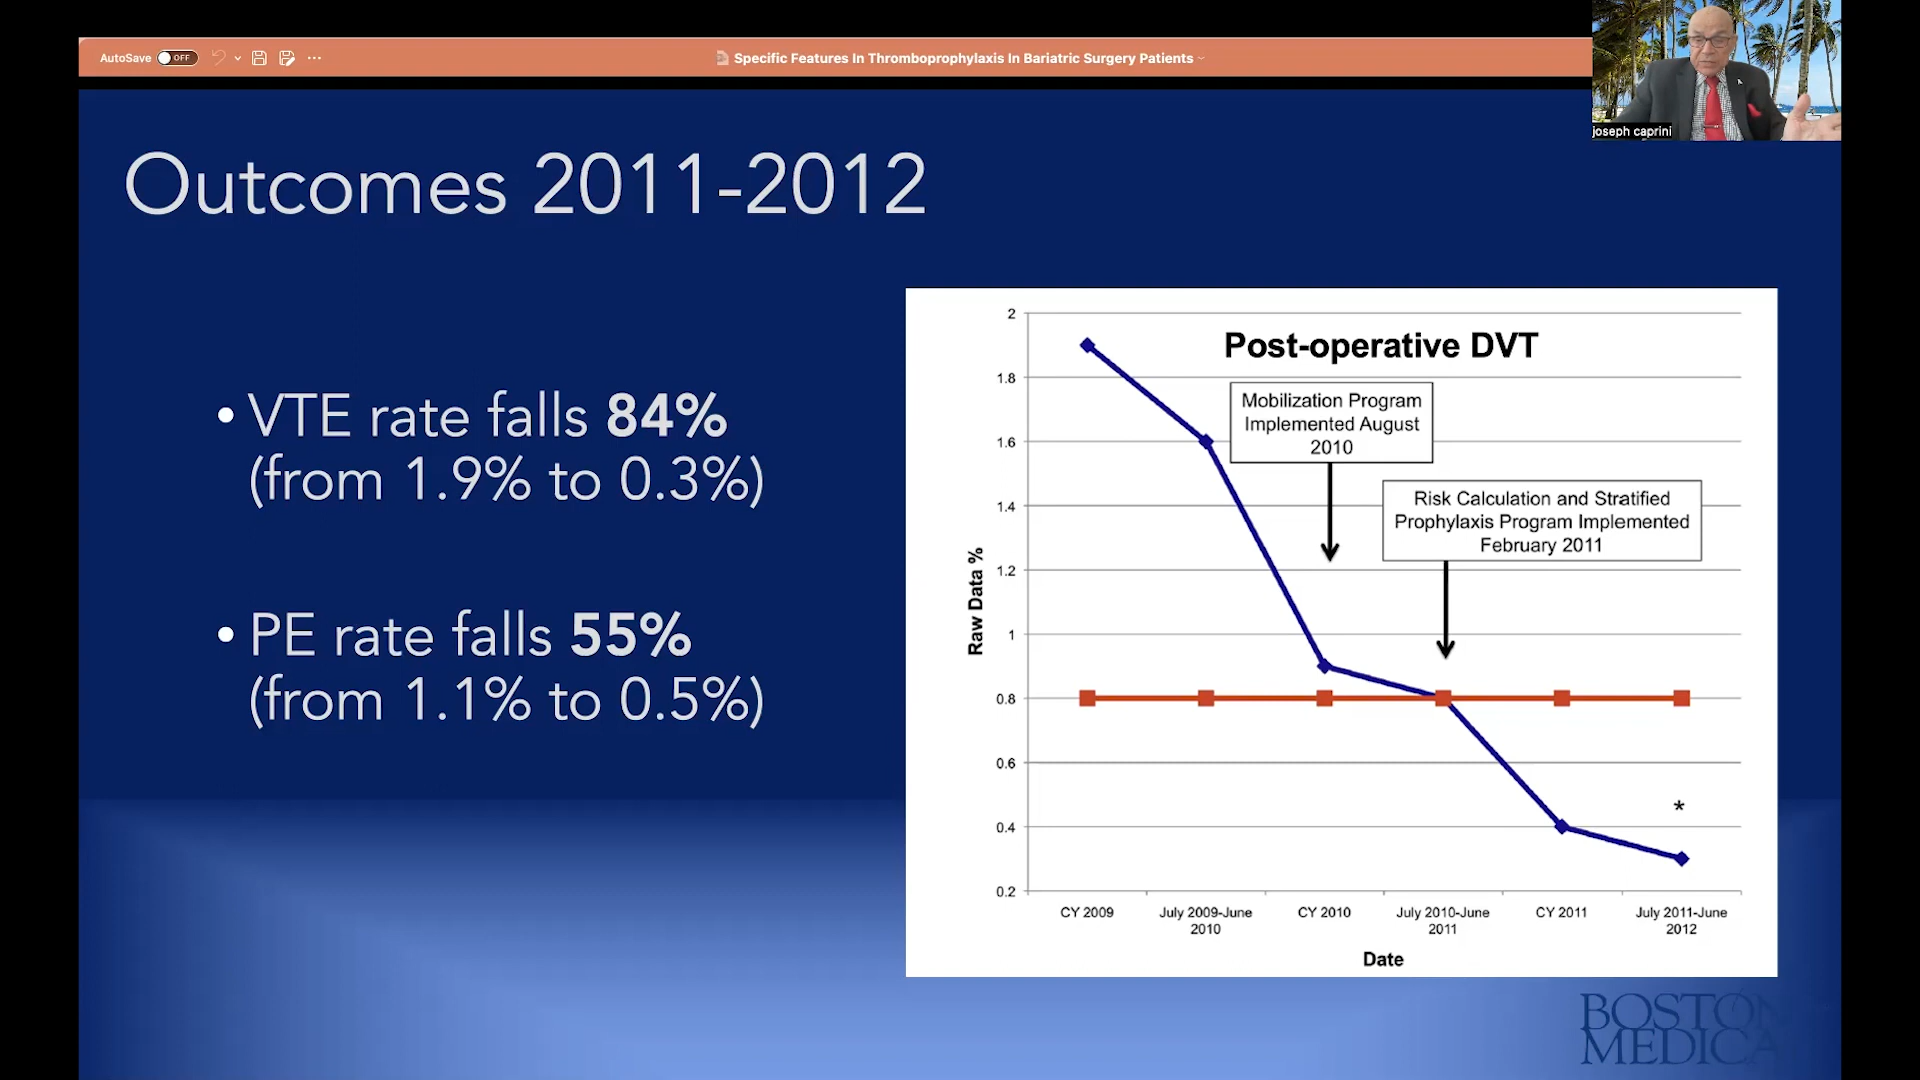 AutoSave OFF
Specific Features In Thromboprophylaxis In Bariatric Surgery Patients
joseph caprini
Outcomes 2011-2012
• VTE rate falls 84%
(from 1.9% to 0.3%)
• PE rate falls 55%
(from 1.1% to 0.5%)
Post-operative DVT
Mobilization Program
Implemented August
2010
Risk Calculation and Stratified
Prophylaxis Program Implemented
February 2011
Raw Data %
2
1.8
1.6
1.4
1.2
1
0.8
0.6
0.4
0.2
*
CY 2009
July 2009-June
2010
CY 2010
July 2010-June
2011
CY 2011
July 2011-June
2012
Date
BOSTON
MEDICA